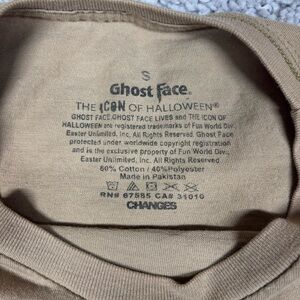 S
Ghost Face®
THE ICON OF HALLOWEEN®
GHOST FACE, GHOST FACE LIVES and THE ICON OF
HALLOWEEN are registered trademarks of Fun World Div.,
Easter Unlimited, Inc. All Rights Reserved. Ghost Face
protected under worldwide copyright registration
and is the exclusive property of Fun World Div.,
Easter Unlimited, Inc. All Rights Reserved
60% Cotton / 40% Polyester
Made in Pakistan
RN# 67585 CA# 31010
CHANGES